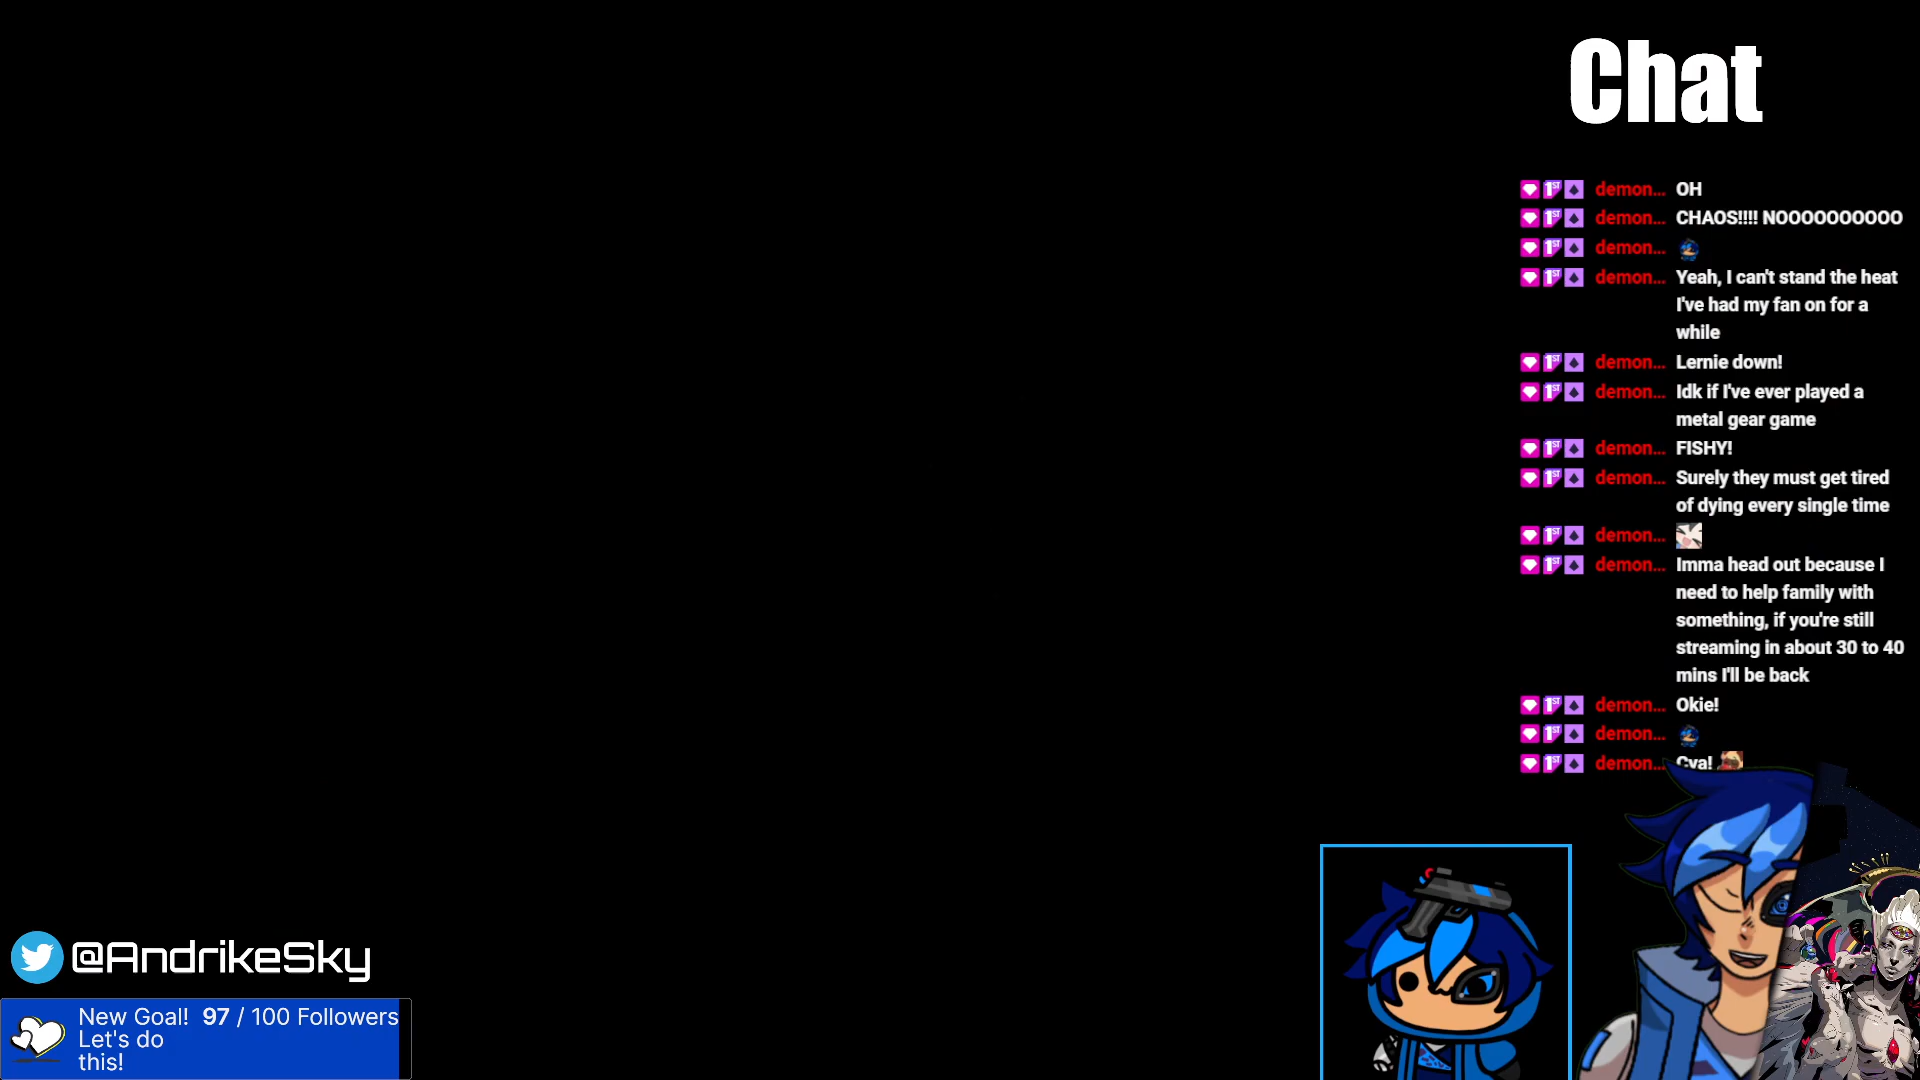 Chat
demon... OH
demon... CHAOS!!!! NOOOOOOOOOO
demon...
demon... Yeah, I can't stand the heat
I've had my fan on for a
while
demon... Lernie down!
demon... Idk if I've ever played a
metal gear game
demon... FISHY!
demon... Surely they must get tired
of dying every single time
demon...
demon... Imma head out because I
need to help family with
something, if you're still
streaming in about 30 to 40
mins I'll be back
demon... Okie!
demon...
demon... Cya!
@AndrikeSky
New Goal! 97 / 100 Followers
Let's do
this!